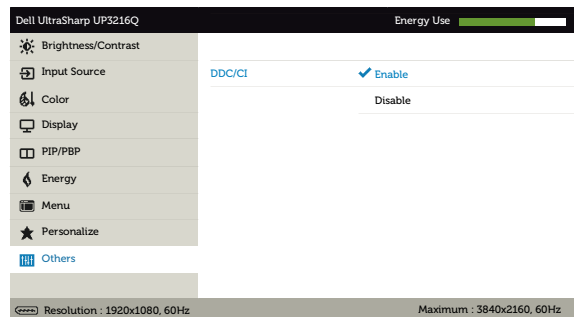 Dell UltraSharp UP3216Q Energy Use
Brightness/Contrast
Input Source DDC/CI Enable
Color Disable
Display
PIP/PBP
Energy
Menu
Personalize
Others
Resolution : 1920x1080, 60Hz Maximum : 3840x2160, 60Hz